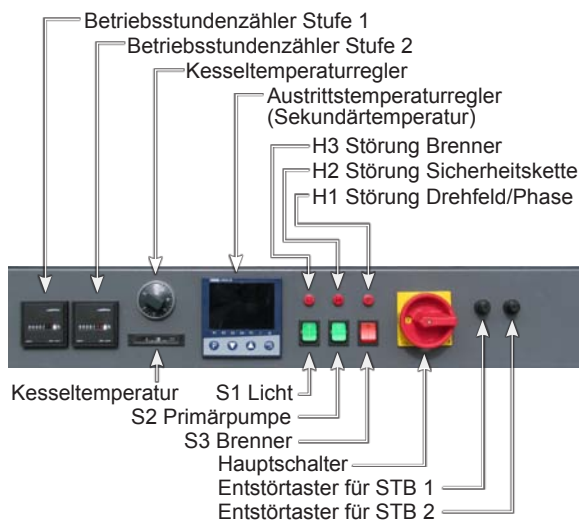 Betriebsstundenzähler Stufe 1
Betriebsstundenzähler Stufe 2
Kesseltemperaturregler
Austrittstemperaturregler
(Sekundärtemperatur)
H3 Störung Brenner
H2 Störung Sicherheitskette
H1 Störung Drehfeld/Phase
P
Kesseltemperatur
S1 Licht
S2 Primärpumpe
S3 Brenner
Hauptschalter
Entstörtaster für STB 1
Entstörtaster für STB 2